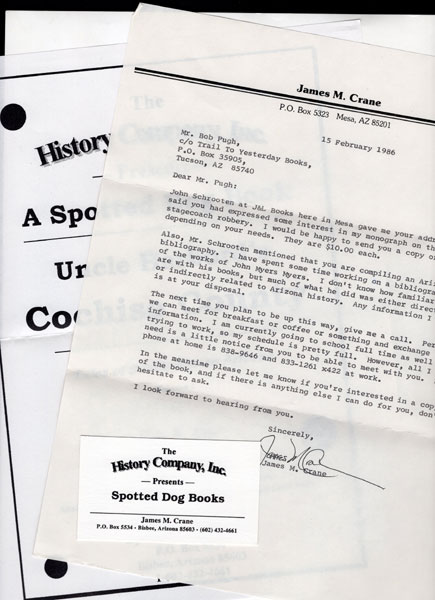 James M. Crane
P.O. Box 5323 Mesa, AZ 85201
15 February 1986
Mr. Bob Pugh,
c/o Trail To Yesterday Books,
P.O. Box 35905,
Tucson, AZ 85740
Dear Mr. Pugh:
John Schrooten at J&L Books here in Mesa gave me your
said you had expressed some interest in my monograph on th
stagecoach robbery. I would be happy to send you a copy o
depending on your needs. They are $10.00 each.
Also, Mr. Schrooten mentioned that you are compiling an
bibliography. I have spent some time working on a bibliog
of the works of John Myers Myers. I don't know how familiar
are with his books, but much of what he did was either direct
or indirectly related to Arizona history. Any information I
is at your disposal
The next time you plan to be up this way, give me a call. Per
we can meet for breakfast or coffee or something and exchange
information. I am currently going to school full time as well
trying to work, so my schedule is pretty full. However, all I
need is a little notice from you to be able to meet with you.
phone at home is 838-9646 and 833-1261 x422 at work.
In the meantime please let me know if you're interested in a cop
of the book, and if there is anything else I can do for you, don'
hesitate to ask.
I look forward to hearing from you.
Sincerely,
James M Crane
James M. Crane
The
History Company, Inc.
A Spo
Un
Coc
The
History Company, Inc.
— Presents —
Spotted Dog Books
James M. Crane
P.O. Box 5534 • Bisbee, Arizona 85603 • (602) 432-4661